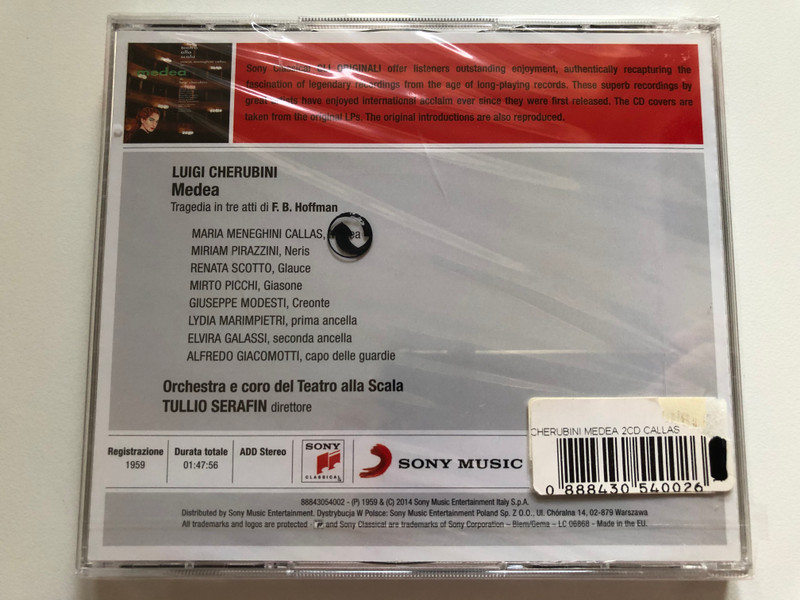 medea
Sony Classical GLI ORIGINALI offer listeners outstanding enjoyment, authentically recapturing the
fascination of legendary recordings from the age of long-playing records. These superb recordings by
great artists have enjoyed international acclaim ever since they were first released. The CD covers are
taken from the original LPs. The original introductions are also reproduced.
LUIGI CHERUBINI
Medea
Tragedia in tre atti di F. B. Hoffman
MARIA MENEGHINI CALLAS,
MIRIAM PIRAZZINI, Neris
RENATA SCOTTO, Glauce
MIRTO PICCHI, Giasone
GIUSEPPE MODESTI, Creonte
LYDIA MARIMPIETRI, prima ancella
ELVIRA GALASSI, seconda ancella
ALFREDO GIACOMOTTI, capo delle guardie
Orchestra e coro del Teatro alla Scala
TULLIO SERAFIN direttore
Registrazione
1959
Durata totale
01:47:56
ADD Stereo
SONY
CLASSICAL
SONY MUSIC
CHERUBINI MEDEA 2CD CALLAS
0 888430 540026
88843054002 - (P) 1959 & (C) 2014 Sony Music Entertainment Italy S.p.A.
Distributed by Sony Music Entertainment. Dystrybucja W Polsce: Sony Music Entertainment Poland Sp. Z O.O., Ul. Chóralna 14, 02-879 Warszawa
All trademarks and logos are protected - and Sony Classical are trademarks of Sony Corporation – Biem/Gema – LC 06868 - Made in the EU.